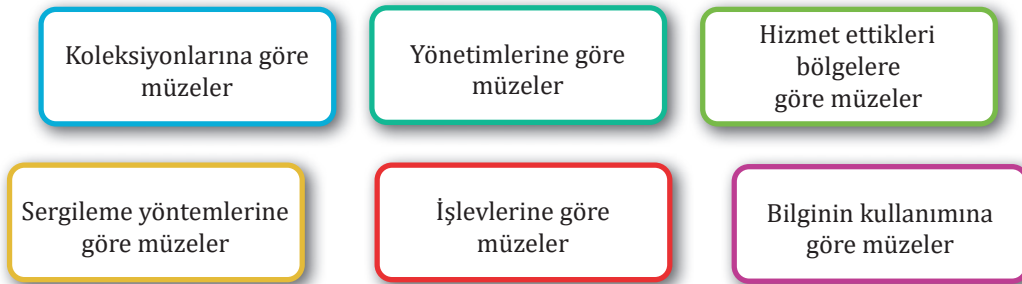 Koleksiyonlarına göre
müzeler
Yönetimlerine göre
müzeler
Hizmet ettikleri
bölgelere
göre müzeler
Sergileme yöntemlerine
göre müzeler
İşlevlerine göre
müzeler
Bilginin kullanımına
göre müzeler